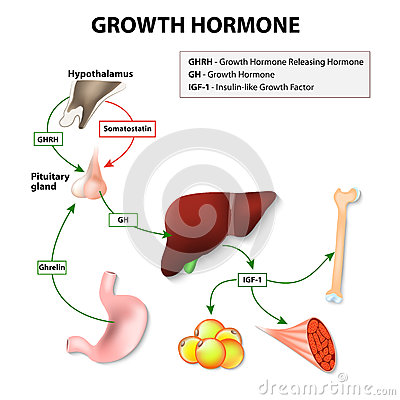 GROWTH HORMONE
GHRH - Growth Hormone Releasing Hormone
GH - Growth Hormone
IGF-1 - Insulin-like Growth Factor
Hypothalamus
GHRH
Somatostatin
Pituitary
gland
GH
Ghrelin
IGF-1
© dreamstime.com